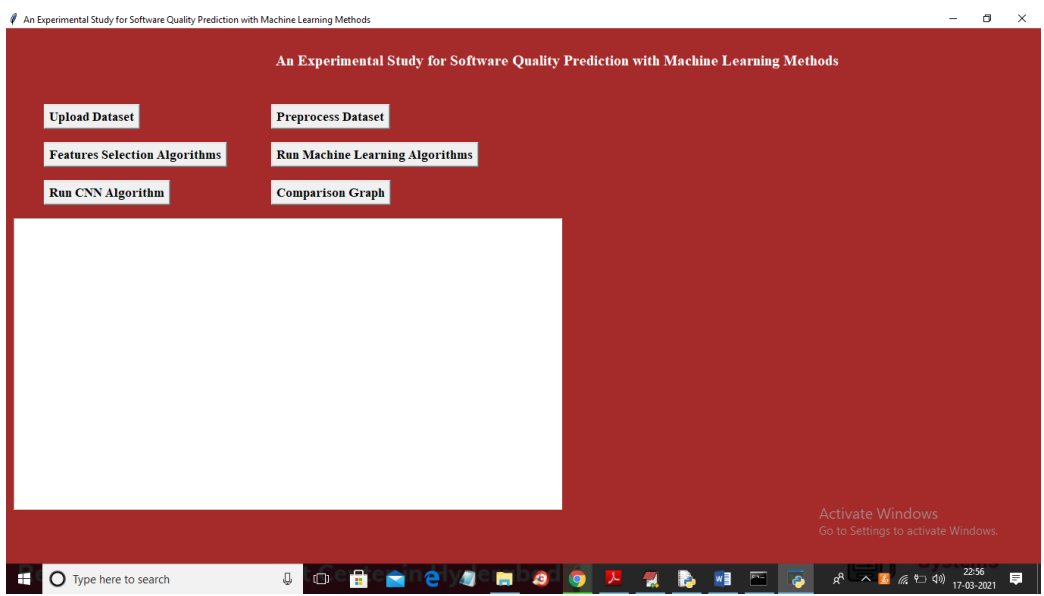 An Experimental Study for Software Quality Prediction with Machine Learning Methods
An Experimental Study for Software Quality Prediction with Machine Learning Methods
Upload Dataset
Preprocess Dataset
Features Selection Algorithms
Run Machine Learning Algorithms
Run CNN Algorithm
Comparison Graph
Activate Windows
Go to Settings to activate Windows.
Type here to search
22:56
17-03-2021